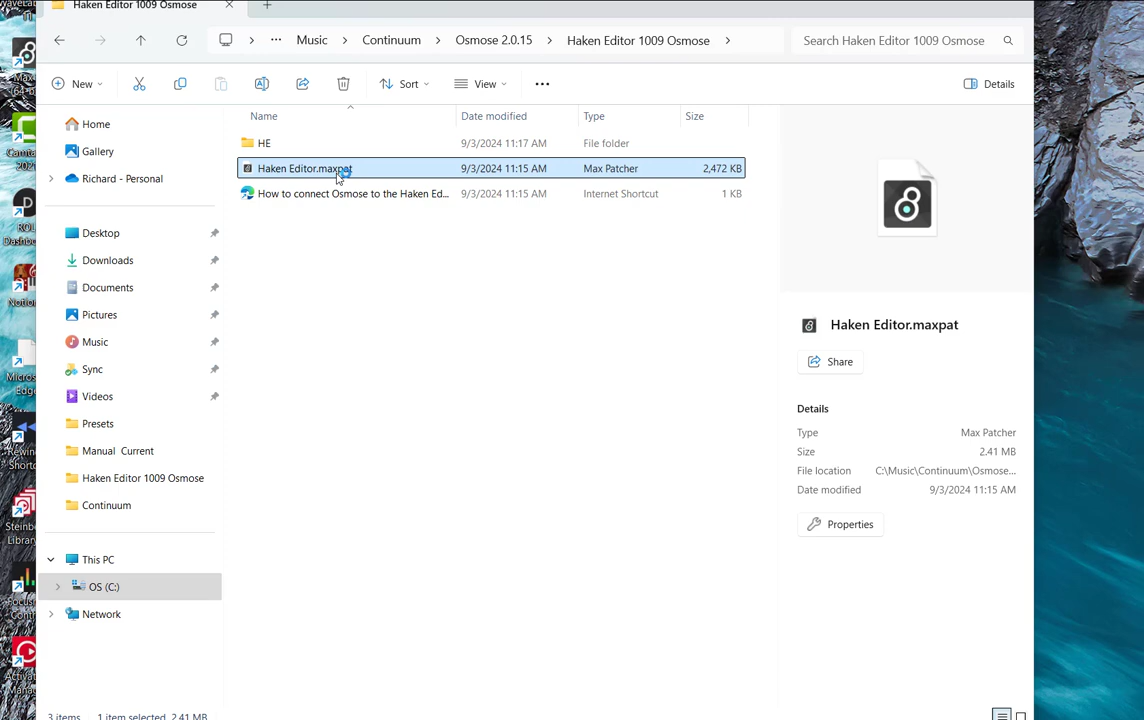 Haken Editor 1009 Osmose
Music > Continuum > Osmose 2.0.15 > Haken Editor 1009 Osmose >
Search Haken Editor 1009 Osmose
New
Sort
View
Details
Name Date modified Type Size
HE 9/3/2024 11:17 AM File folder
Haken Editor.maxpat 9/3/2024 11:15 AM Max Patcher 2,472 KB
How to connect Osmose to the Haken Ed... 9/3/2024 11:15 AM Internet Shortcut 1 KB
Home
Gallery
Richard - Personal
Desktop
Downloads
Documents
Pictures
Music
Sync
Videos
Presets
Manual Current
Haken Editor 1009 Osmose
Continuum
This PC
OS (C:)
Network
Haken Editor.maxpat
Share
Details
Type Max Patcher
Size 2.41 MB
File location C:\Music\Continuum\Osmose...
Date modified 9/3/2024 11:15 AM
Properties
3 items 1 item selected 2.41 MB
Notion
Edge
Library